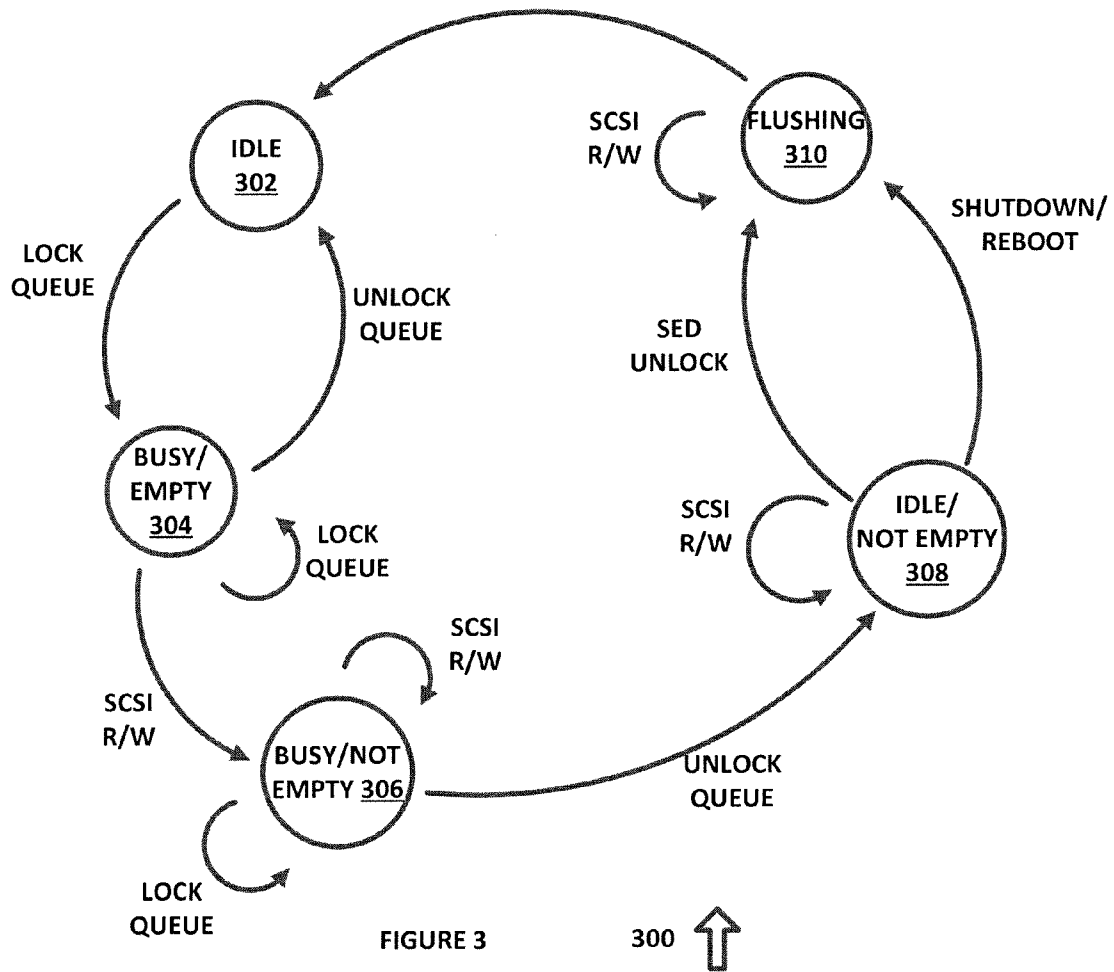 IDLE
302
LOCK
QUEUE
UNLOCK
QUEUE
BUSY/
EMPTY
304
LOCK
QUEUE
SCSI
R/W
SCSI
R/W
BUSY/NOT
EMPTY 306
LOCK
QUEUE
UNLOCK
QUEUE
IDLE/
NOT EMPTY
308
SCSI
R/W
SED
UNLOCK
SHUTDOWN/
REBOOT
FLUSHING
310
SCSI
R/W
FIGURE 3
300